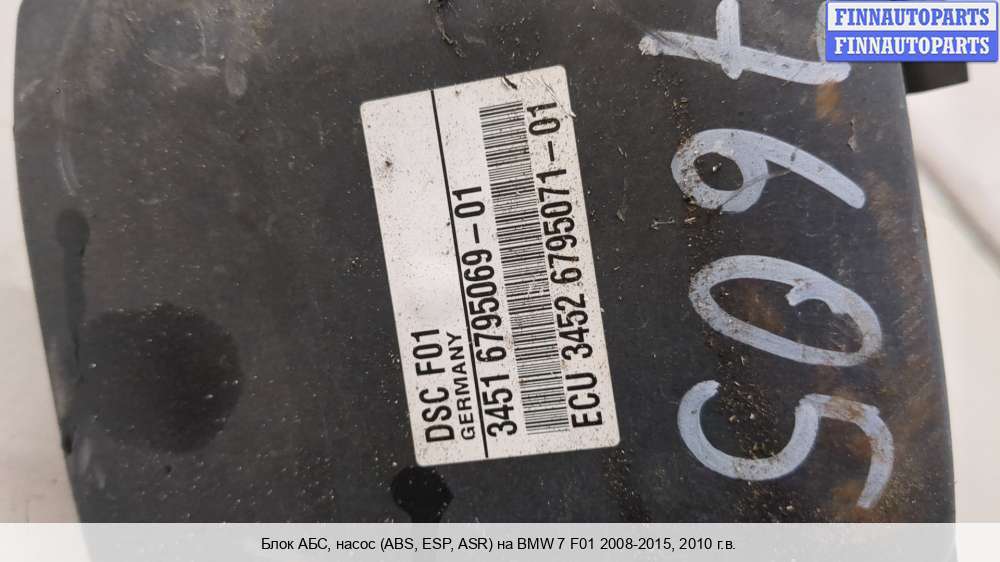 FINNAUTOPARTS
FINNAUTOPARTS
DSC F01
GERMANY
3451 6795069-01
ECU 3452 6795071-01
5097
Блок АБС, насос (ABS, ESP, ASR) на BMW 7 F01 2008-2015, 2010 г.в.